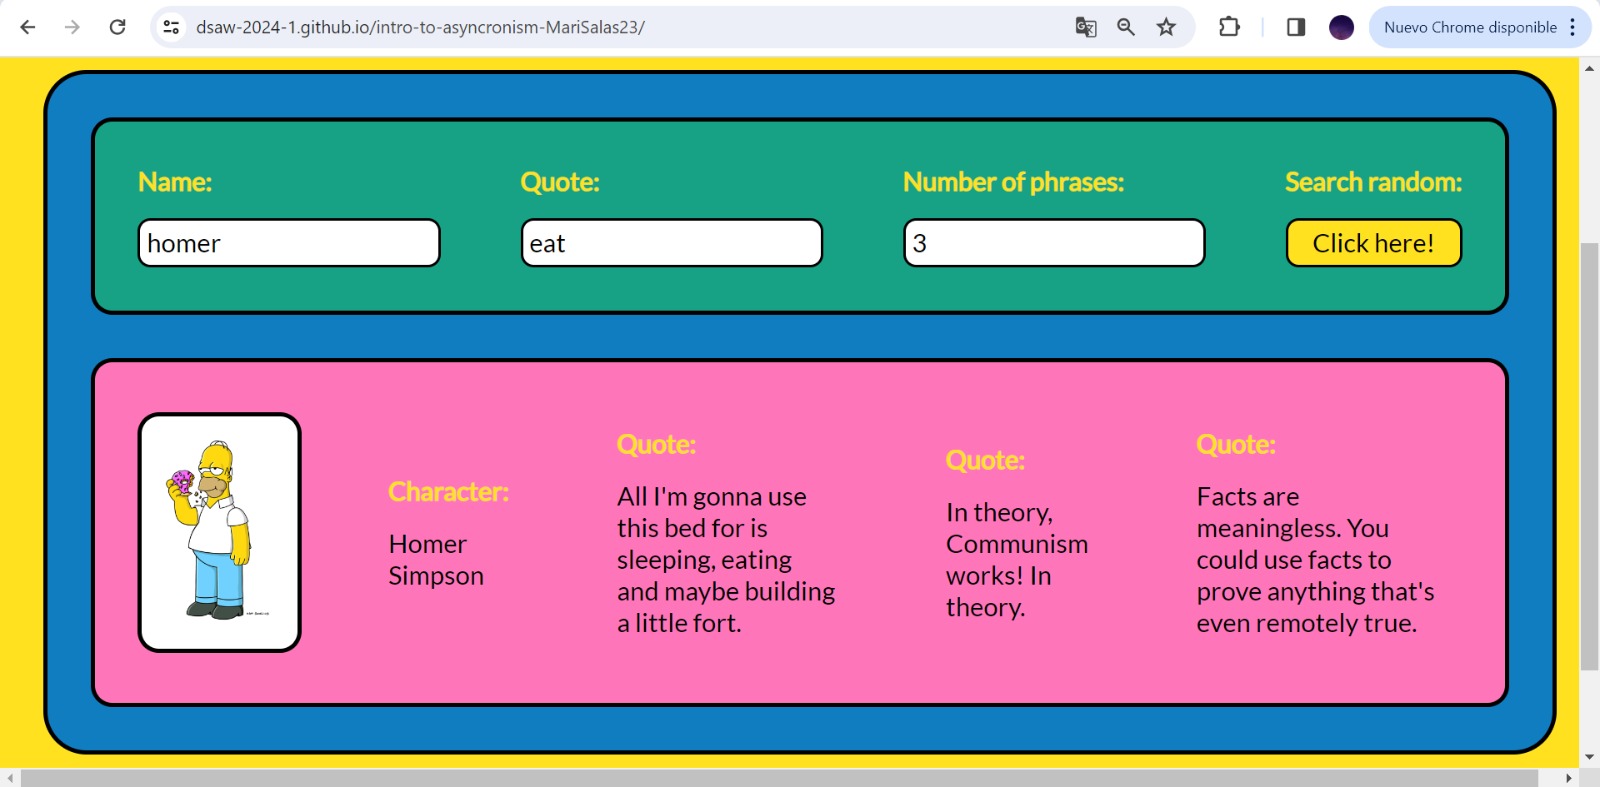 dsaw-2024-1.github.io/intro-to-asyncronism-MariSalas23/
Nuevo Chrome disponible
Name:
Quote:
Number of phrases:
Search random:
homer
eat
3
Click here!
Character:
Homer
Simpson
Quote:
All I'm gonna use
this bed for is
sleeping, eating
and maybe building
a little fort.
Quote:
In theory,
Communism
works! In
theory.
Quote:
Facts are
meaningless. You
could use facts to
prove anything that's
even remotely true.